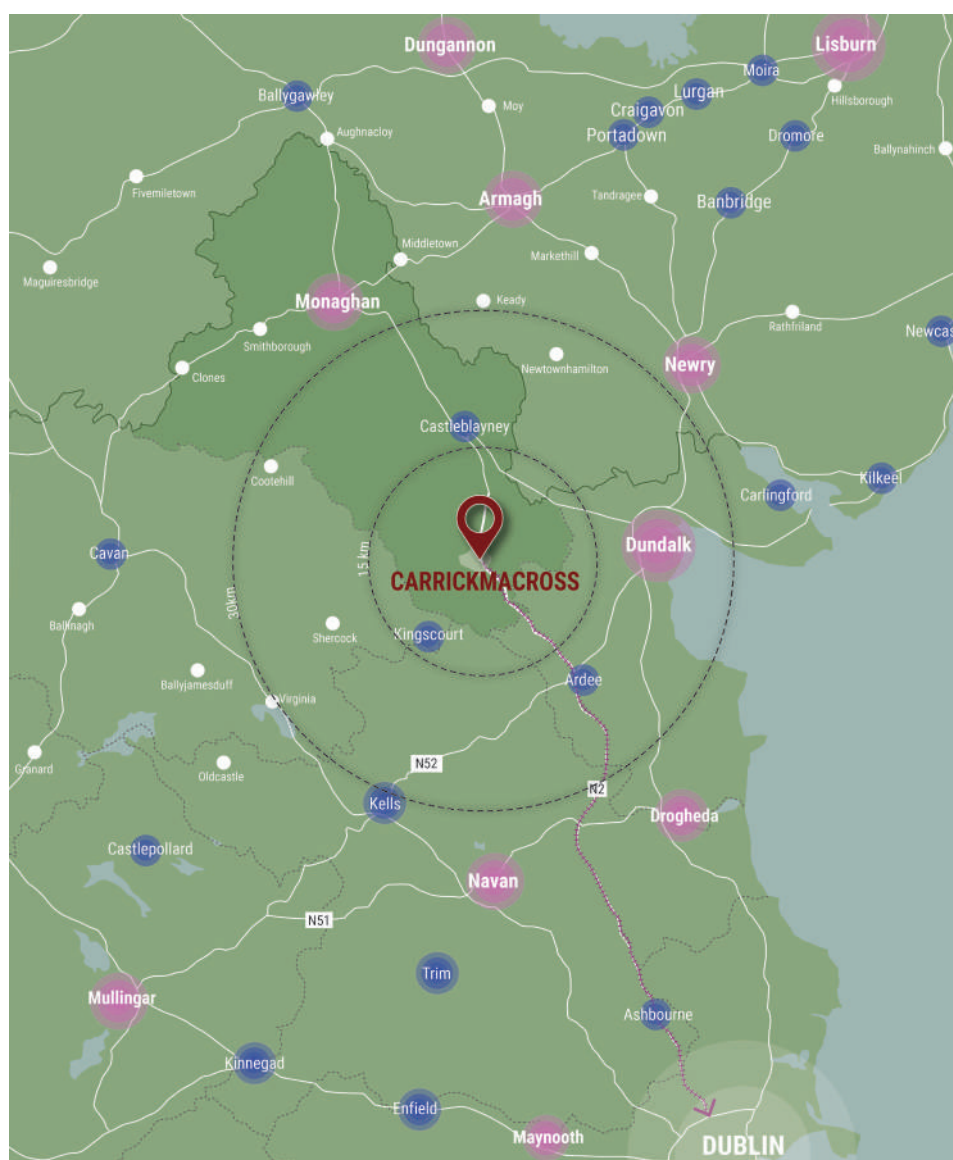 Dungannon
Lisburn
Moira
Ballygawley
Lurgan
Hillsborough
Moy
Craigavon
Aughnacloy
Portadown
Dromore
Ballynahinch
Fivemiletown
Armagh
Tandragee
Banbridge
Middletown
Markethill
Maguiresbridge
Monaghan
Keady
Rathfriland
Newcas
Smithborough
Newry
Newtownhamilton
Clones
Castleblayney
Cootehill
Kilkeel
Carlingford
Dundalk
Cavan
15 km
CARRICKMACROSS
30km
Ballinagh
Shercock
Kingscourt
Ardee
Ballyjamesduff
Virginia
N52
Granard
Oldcastle
N2
Kells
Drogheda
Castlepollard
Navan
N51
Trim
Mullingar
Ashbourne
Kinnegad
Enfield
Maynooth
DUBLIN